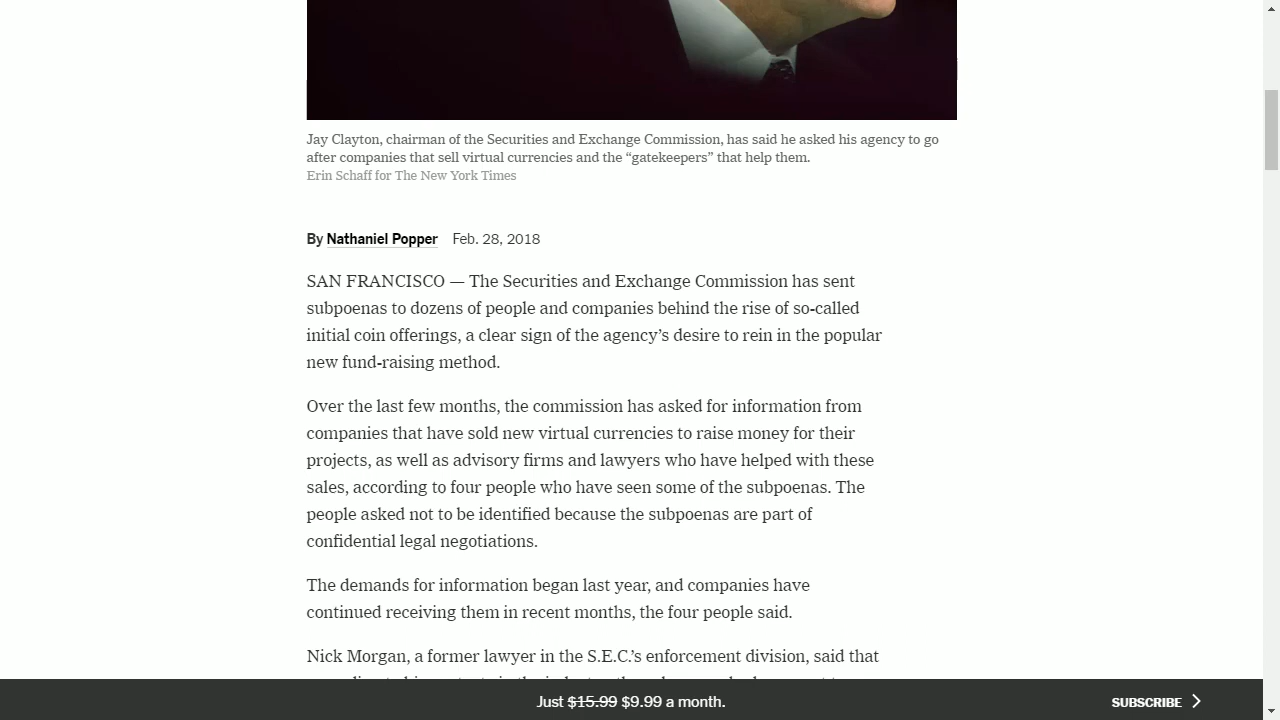 Jay Clayton, chairman of the Securities and Exchange Commission, has said he asked his agency to go
after companies that sell virtual currencies and the “gatekeepers” that help them.
Erin Schaff for The New York Times
By Nathaniel Popper Feb. 28, 2018
SAN FRANCISCO — The Securities and Exchange Commission has sent
subpoenas to dozens of people and companies behind the rise of so-called
initial coin offerings, a clear sign of the agency’s desire to rein in the popular
new fund-raising method.
Over the last few months, the commission has asked for information from
companies that have sold new virtual currencies to raise money for their
projects, as well as advisory firms and lawyers who have helped with these
sales, according to four people who have seen some of the subpoenas. The
people asked not to be identified because the subpoenas are part of
confidential legal negotiations.
The demands for information began last year, and companies have
continued receiving them in recent months, the four people said.
Nick Morgan, a former lawyer in the S.E.C.’s enforcement division, said that
Just $15.99 $9.99 a month.
SUBSCRIBE